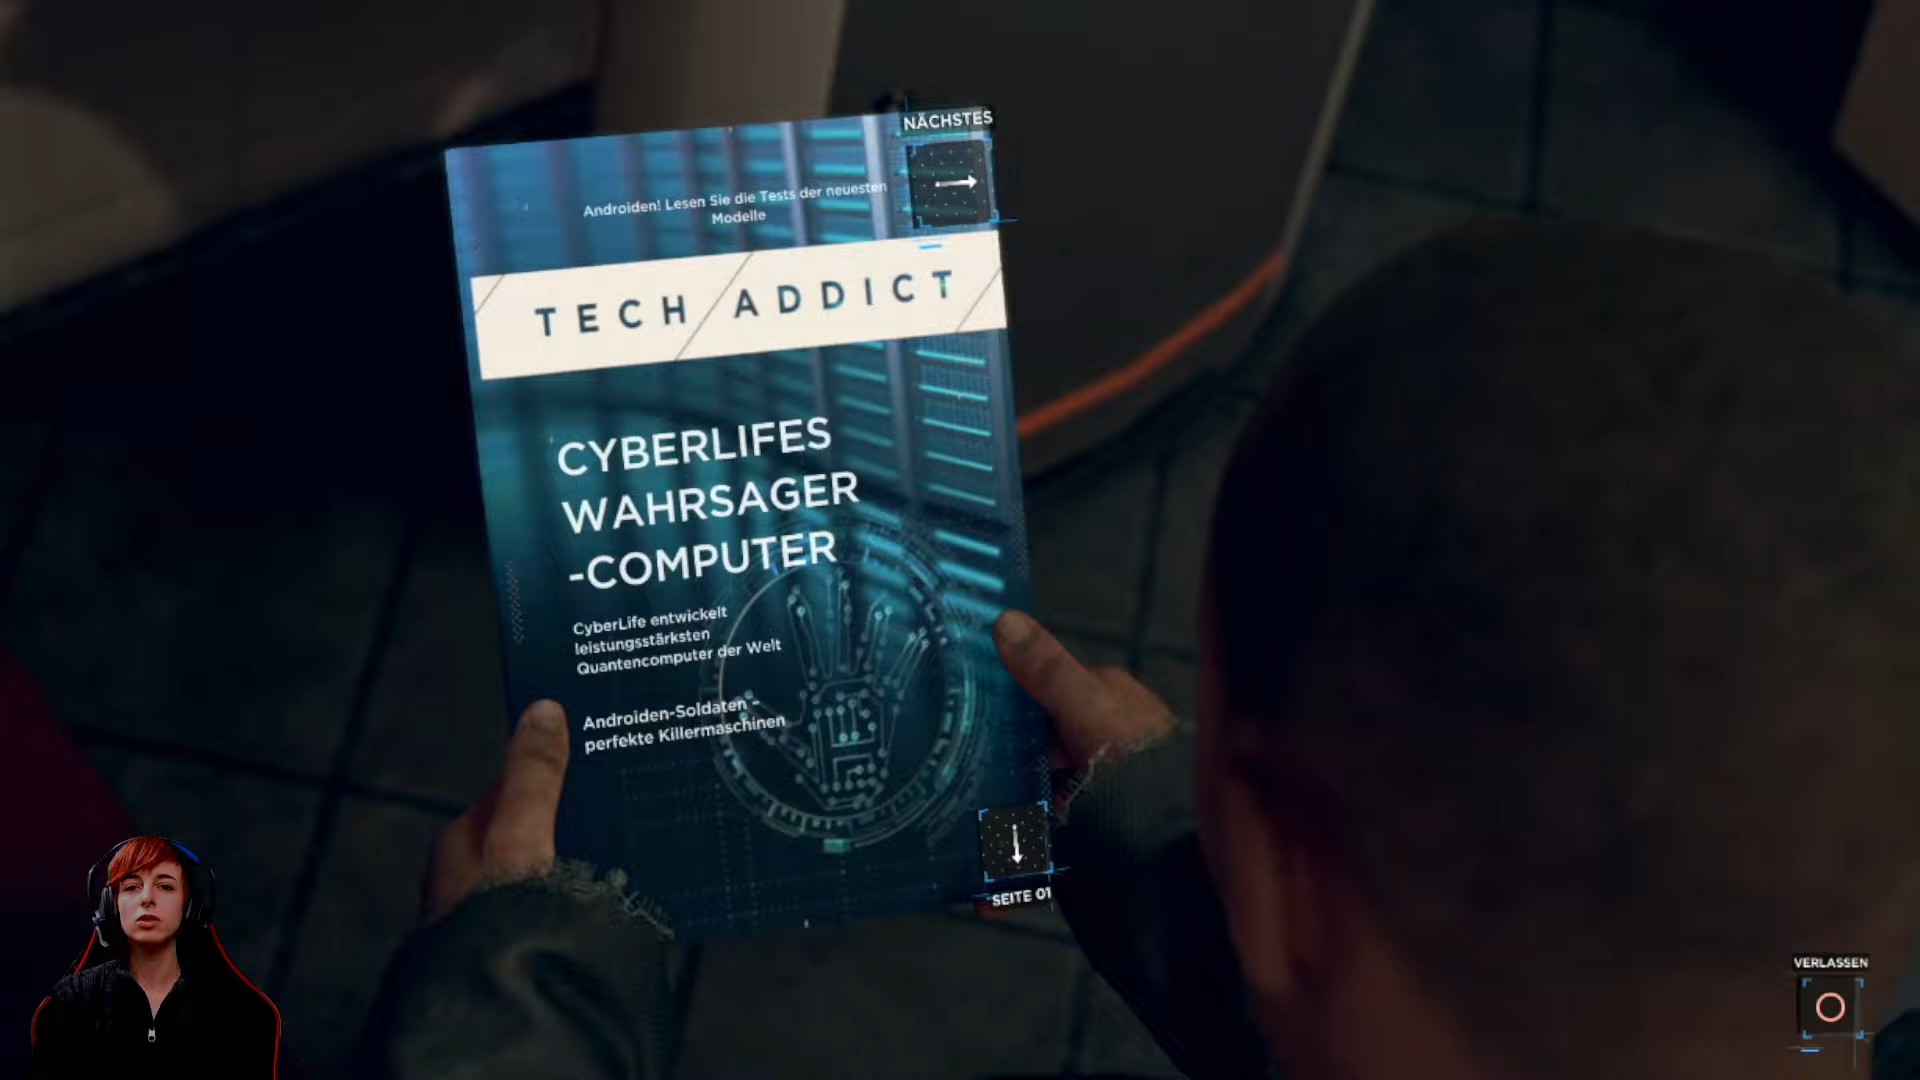 NÄCHSTES
Androiden! Lesen Sie die Tests der neuesten
Modelle
TECH ADDICT
CYBERLIFES
WAHRSAGER
-COMPUTER
CyberLife entwickelt
leistungsstärksten
Quantencomputer der Welt
Androiden-Soldaten -
perfekte Killermaschinen
SEITE 01
VERLASSEN